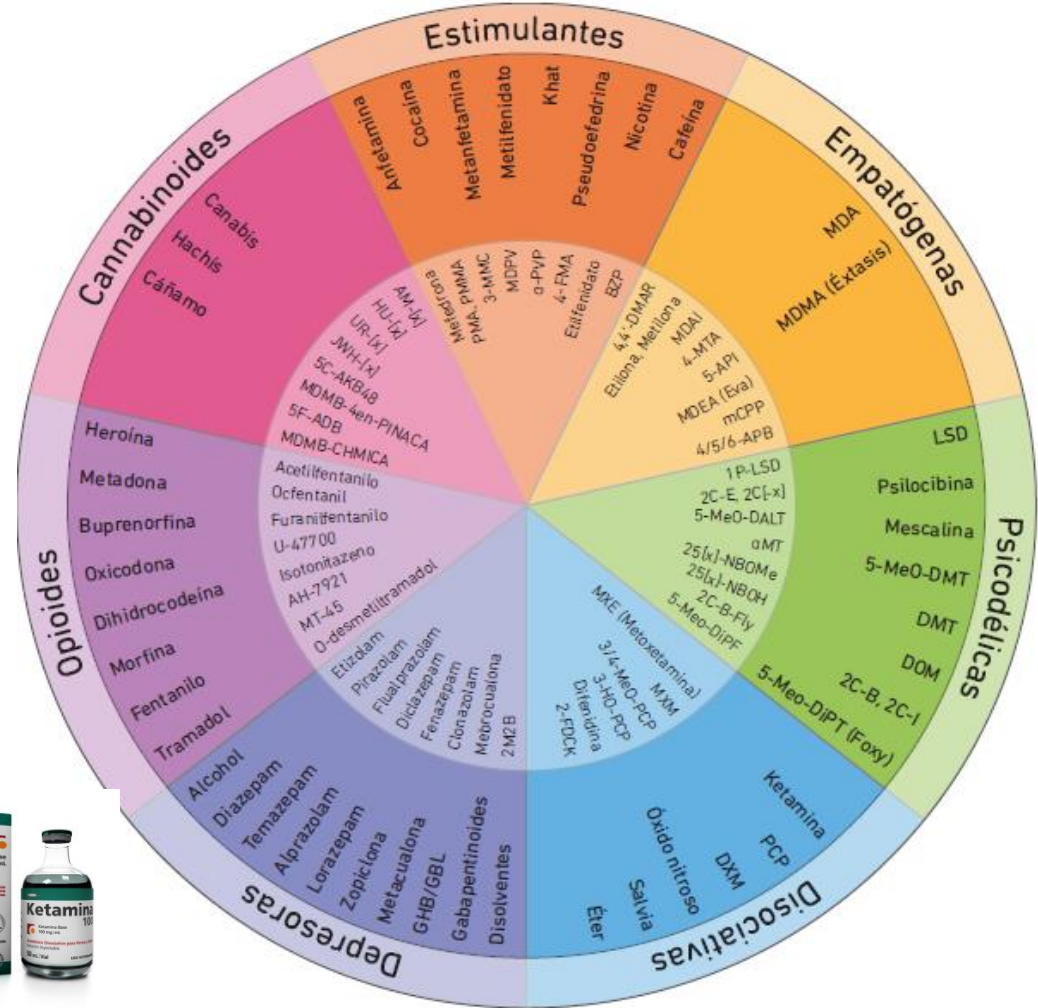 Estimulantes
Anfetamina
Cocaína
Metanfetamina
Metilfenidato
Khat
Pseudoefedrina
Nicotina
Cafeína
Mefedrona
PMA, PMMA
3-MMC
MDPV
α-PVP
4-FMA
Etilfenidato
BZP
Empatógenas
MDA
MDMA (Éxtasis)
4,4'-DMAR
Etilona, Metilona
MDAI
4-MTA
5-API
MDEA (Eva)
mCPP
4/5/6-APB
Psicodélicas
LSD
Psilocibina
Mescalina
5-MeO-DMT
DMT
DOM
2C-B, 2C-I
5-Meo-DiPT (Foxy)
1P-LSD
2C-E, 2C[-x]
5-MeO-DALT
αMT
25[x]-NBOMe
25[x]-NBOH
2C-B-Fly
5-Meo-DiPF
Disociativas
Ketamina
PCP
DXM
Óxido nitroso
Salvia
Éter
MXE (Metoxetamina)
MXM
3/4-MeO-PCP
3-HO-PCP
Difenidina
2-FDCK
Depresoras
Alcohol
Diazepam
Temazepam
Alprazolam
Lorazepam
Zopiclona
Metacualona
GHB/GBL
Gabapentinoides
Disolventes
Etizolam
Pirazolam
Flualprazolam
Diclazepam
Fenazepam
Clonazolam
Mebrocualona
2M2B
Opioides
Heroína
Metadona
Buprenorfina
Oxicodona
Dihidrocodeína
Morfina
Fentanilo
Tramadol
Acetilfentanilo
Ocfentanil
Furanilfentanilo
U-47700
Isotonitazeno
AH-7921
MT-45
O-desmetiltramadol
Cannabinoides
Canabis
Hachís
Cáñamo
AM-[x]
HU-[x]
UR-[x]
JWH-[x]
5C-AKB48
MDMB-4en-PINACA
5F-ADB
MDMB-CHMICA
Ketamina
100